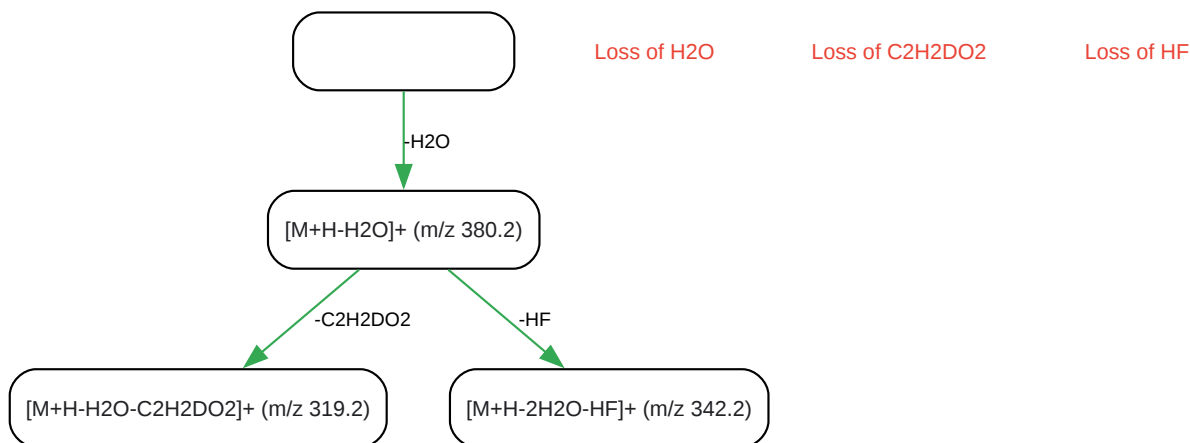 Loss of H2O
Loss of C2H2DO2
Loss of HF
-H2O
[M+H-H2O]+ (m/z 380.2)
-C2H2DO2
-HF
[M+H-H2O-C2H2DO2]+ (m/z 319.2)
[M+H-2H2O-HF]+ (m/z 342.2)